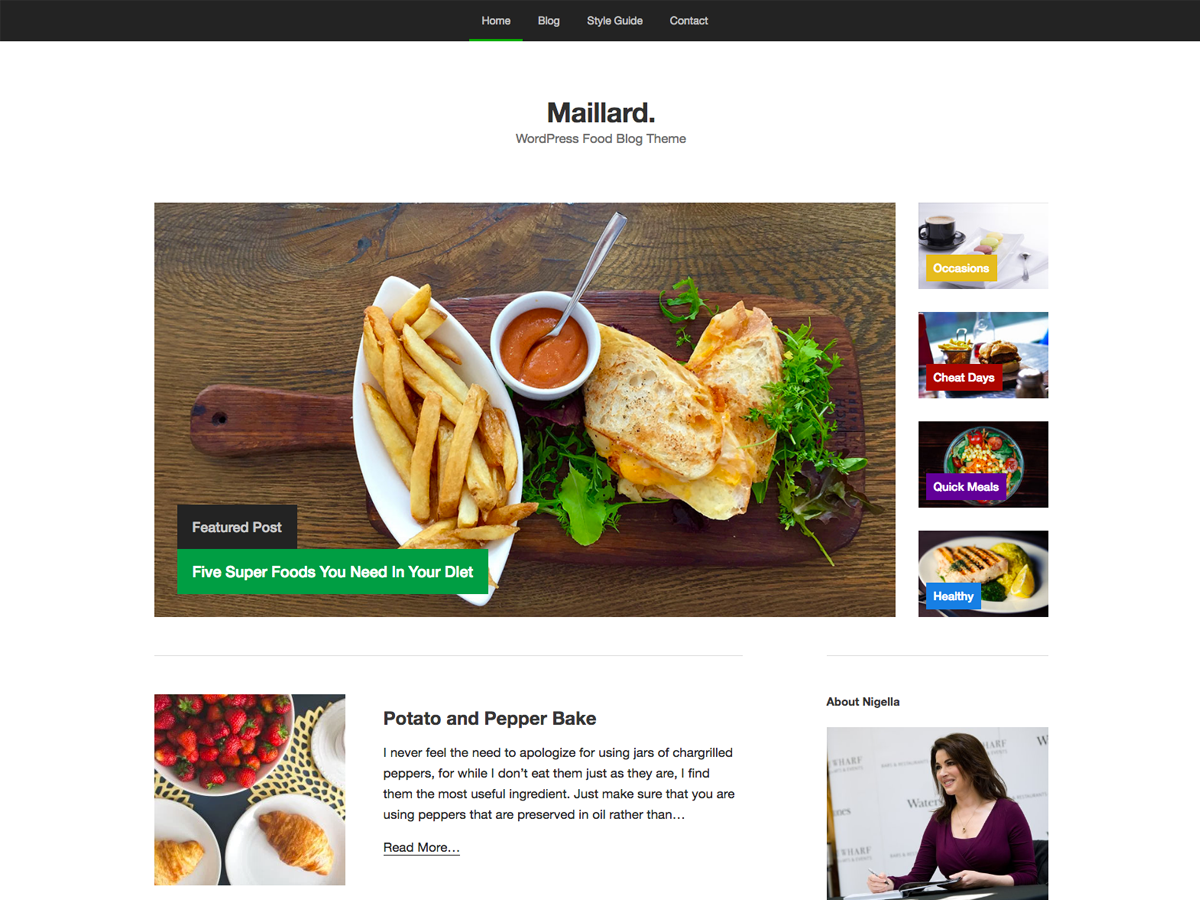 Home
Blog
Style Guide
Contact
Maillard.
WordPress Food Blog Theme
Occasions
Cheat Days
Quick Meals
Healthy
Featured Post
Five Super Foods You Need In Your DIet
Potato and Pepper Bake
I never feel the need to apologize for using jars of chargrilled
peppers, for while I don’t eat them just as they are, I find
them the most useful ingredient. Just make sure that you are
using peppers that are preserved in oil rather than…
Read More…
About Nigella